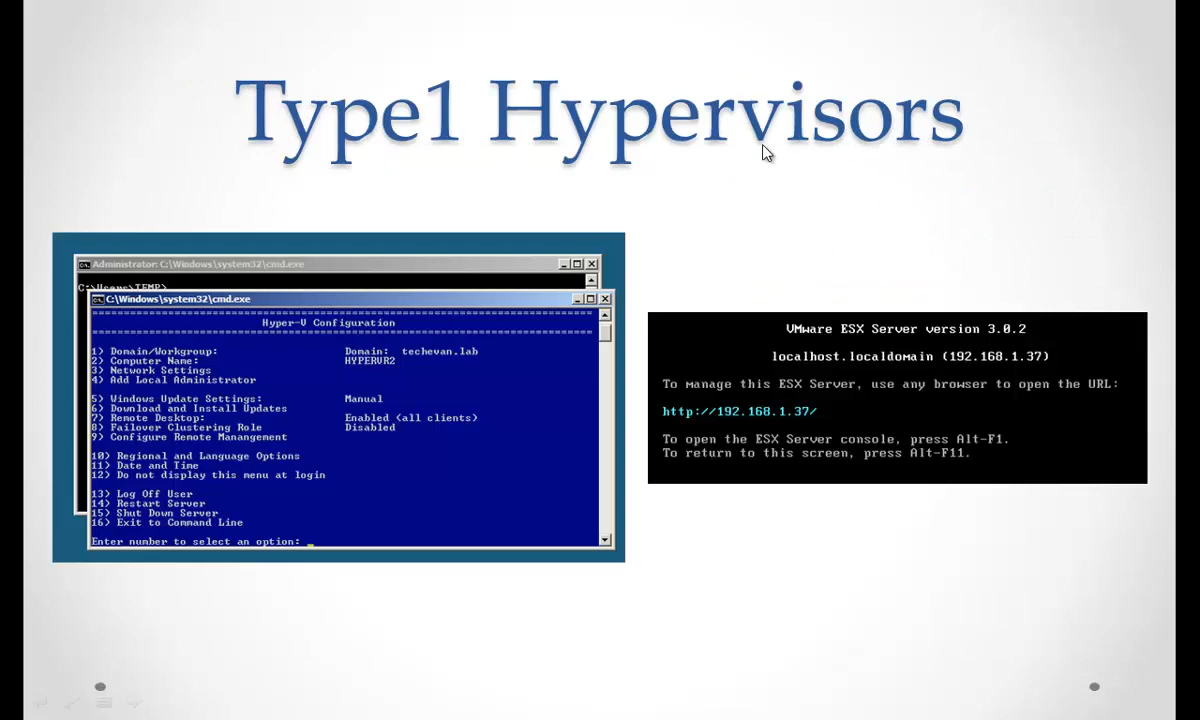 Type1 Hypervisors
Administrator: C:\Windows\system32\cmd.exe
C:\Users\TEMP>
C:\Windows\system32\cmd.exe
Hyper-V Configuration
1) Domain/Workgroup: Domain: techevan.lab
2) Computer Name: HYPERVR2
3) Network Settings
4) Add Local Administrator
5) Windows Update Settings: Manual
6) Download and Install Updates
7) Remote Desktop: Enabled (all clients)
8) Failover Clustering Role Disabled
9) Configure Remote Manangement
10) Regional and Language Options
11) Date and Time
12) Do not display this menu at login
13) Log Off User
14) Restart Server
15) Shut Down Server
16) Exit to Command Line
Enter number to select an option: _
VMware ESX Server version 3.0.2
localhost.localdomain (192.168.1.37)
To manage this ESX Server, use any browser to open the URL:
http://192.168.1.37/
To open the ESX Server console, press Alt-F1.
To return to this screen, press Alt-F11.